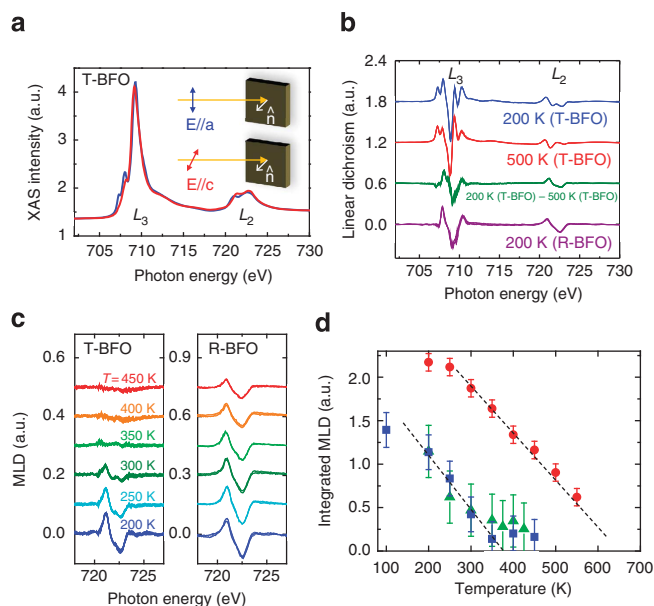 a
T-BFO
E//a
n̂
E//c
n̂
L3
L2
XAS intensity (a.u.)
4
3
2
1
705 710 715 720 725 730
Photon energy (eV)
b
L3
L2
200 K (T-BFO)
500 K (T-BFO)
200 K (T-BFO) – 500 K (T-BFO)
200 K (R-BFO)
Linear dichroism (a.u.)
2.4
1.8
1.2
0.6
0.0
705 710 715 720 725 730
Photon energy (eV)
c
T-BFO
R-BFO
T= 450 K
400 K
350 K
300 K
250 K
200 K
MLD (a.u.)
0.6
0.4
0.2
0.0
0.9
0.6
0.3
0.0
720 725
720 725
Photon energy (eV)
d
Integrated MLD (a.u.)
2.0
1.5
1.0
0.5
0
100 200 300 400 500 600 700
Temperature (K)